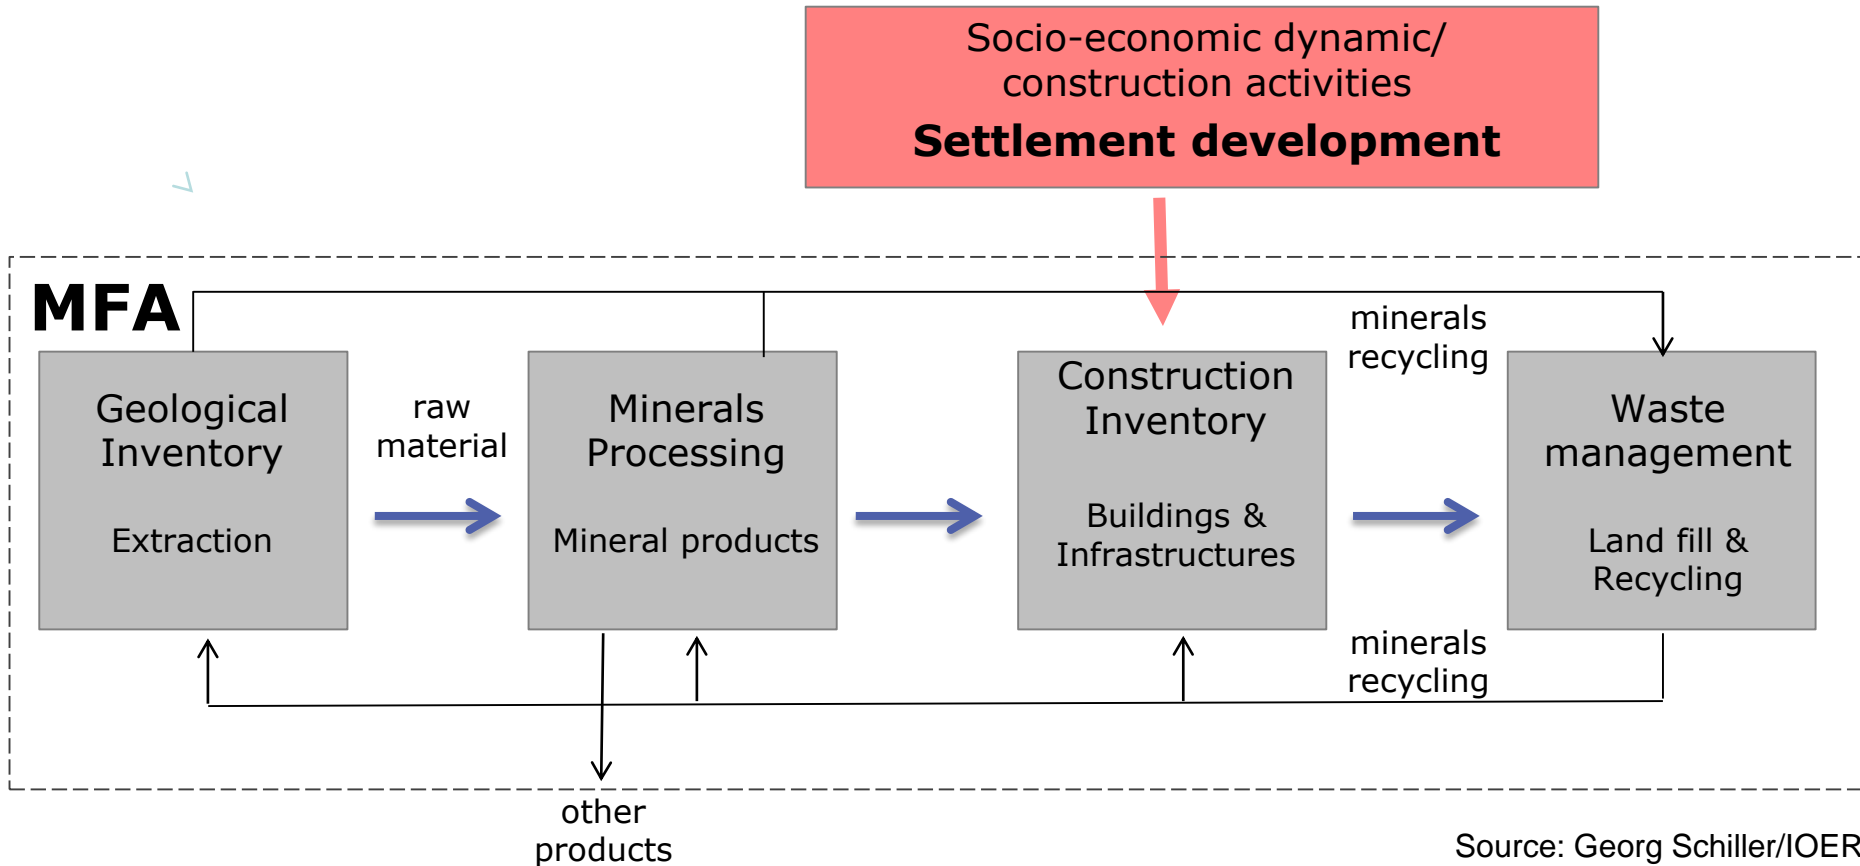 Socio-economic dynamic/
construction activities
Settlement development
MFA
minerals
recycling
Geological
Inventory
Extraction
raw
material
Minerals
Processing
Mineral products
Construction
Inventory
Buildings &
Infrastructures
Waste
management
Land fill &
Recycling
minerals
recycling
other
products
Source: Georg Schiller/IOER